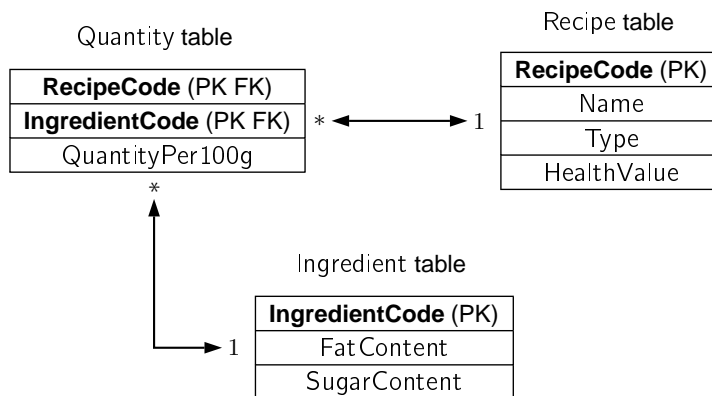 Quantity table
RecipeCode (PK FK)
IngredientCode (PK FK)
QuantityPer100g
*
1
*
Recipe table
RecipeCode (PK)
Name
Type
HealthValue
Ingredient table
1
IngredientCode (PK)
FatContent
SugarContent